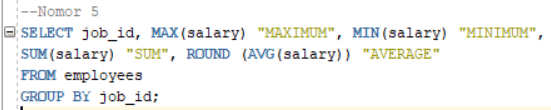 --Nomor 5
SELECT job_id, MAX(salary) "MAXIMUM", MIN(salary) "MINIMUM",
SUM(salary) "SUM", ROUND (AVG(salary)) "AVERAGE"
FROM employees
GROUP BY job_id;